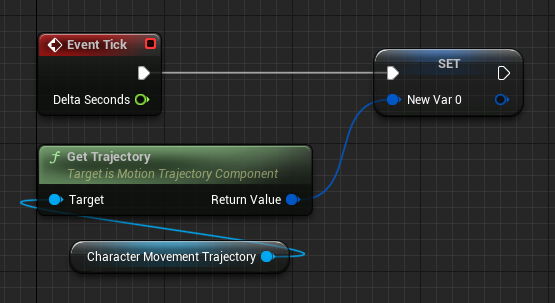 Event Tick
Delta Seconds
SET
New Var 0
f Get Trajectory
Target is Motion Trajectory Component
Target
Return Value
Character Movement Trajectory